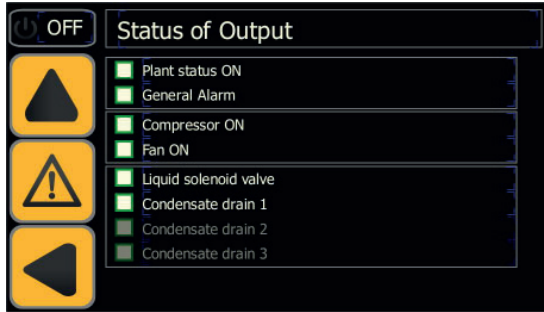 OFF
Status of Output
Plant status ON
General Alarm
Compressor ON
Fan ON
Liquid solenoid valve
Condensate drain 1
Condensate drain 2
Condensate drain 3